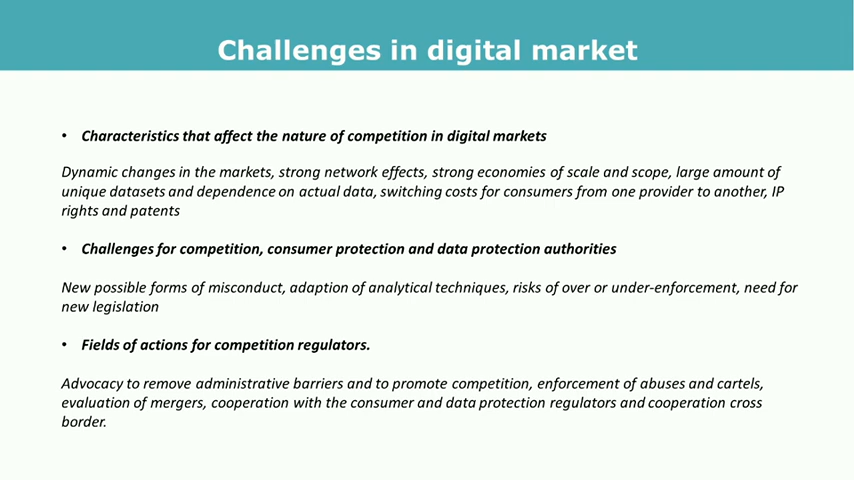 Challenges in digital market
• Characteristics that affect the nature of competition in digital markets
Dynamic changes in the markets, strong network effects, strong economies of scale and scope, large amount of
unique datasets and dependence on actual data, switching costs for consumers from one provider to another, IP
rights and patents
• Challenges for competition, consumer protection and data protection authorities
New possible forms of misconduct, adaption of analytical techniques, risks of over or under-enforcement, need for
new legislation
• Fields of actions for competition regulators.
Advocacy to remove administrative barriers and to promote competition, enforcement of abuses and cartels,
evaluation of mergers, cooperation with the consumer and data protection regulators and cooperation cross
border.